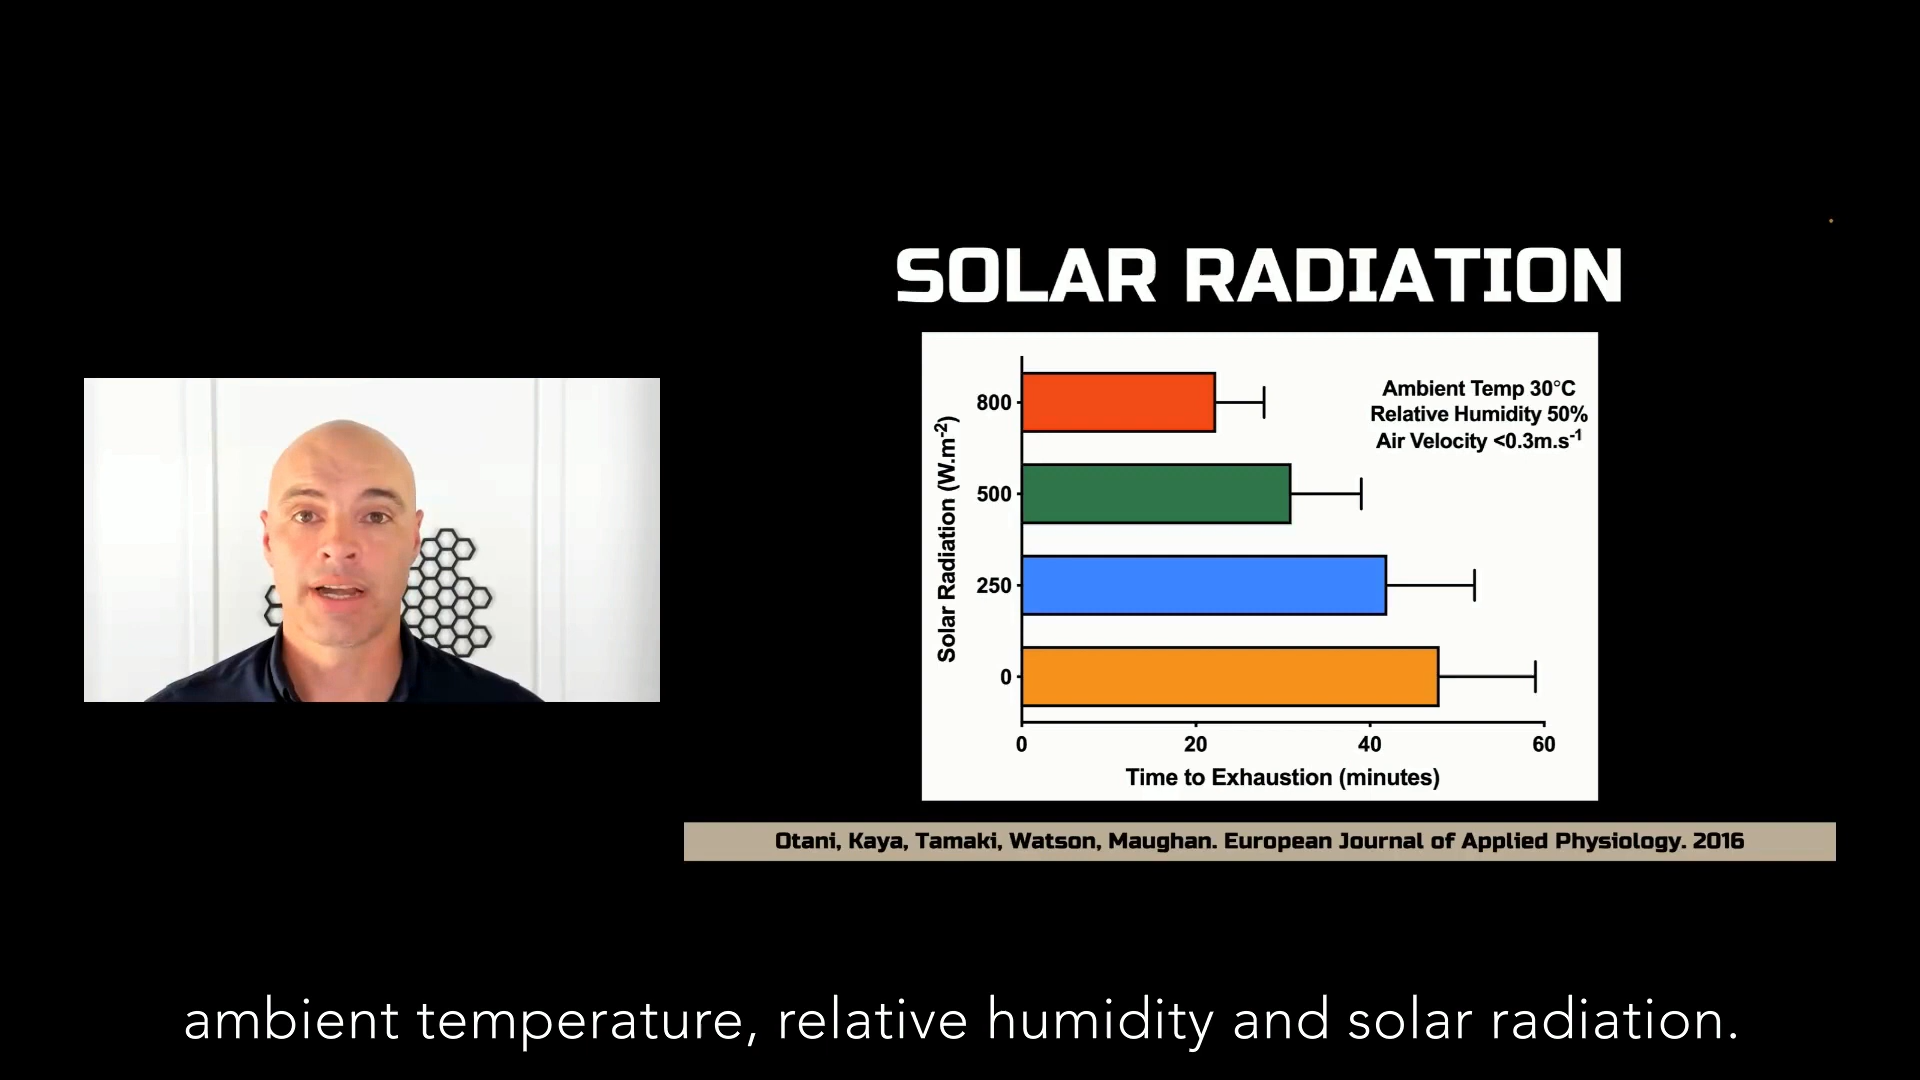 SOLAR RADIATION
Ambient Temp 30°C
Relative Humidity 50%
Air Velocity <0.3m.s⁻¹
Solar Radiation (W.m⁻²)
800
500
250
0
0 20 40 60
Time to Exhaustion (minutes)
Otani, Kaya, Tamaki, Watson, Maughan. European Journal of Applied Physiology. 2016
ambient temperature, relative humidity and solar radiation.